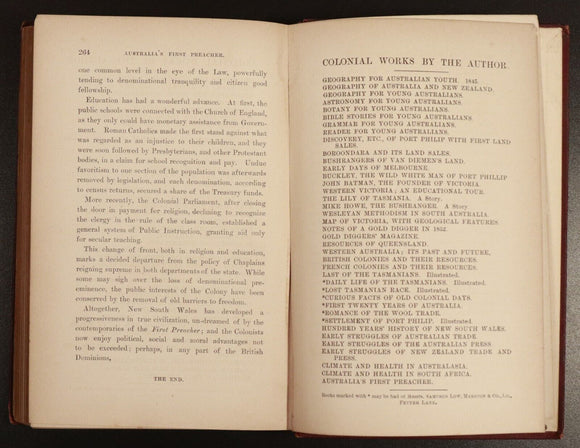 264
AUSTRALIA'S FIRST PREACHER.
one common level in the eye of the Law, powerfully
tending to denominational tranquility and citizen good
fellowship.
Education has had a wonderful advance. At first, the
public schools were connected with the Church of England,
as they only could have monetary assistance from Govern-
ment. Roman Catholics made the first stand against what
was regarded as an injustice to their children, and they
were soon followed by Presbyterians, and other Protestant
bodies, in a claim for school recognition and pay. Undue
favoritism to one section of the population was afterwards
removed by legislation, and each denomination, according
to census returns, secured a share of the Treasury funds.
More recently, the Colonial Parliament, after closing
the door in payment for religion, declining to recognize
the clergy in the rule of the class room, established a
general system of Public Instruction, granting aid only
for secular teaching.
This change of front, both in religion and education,
marks a decided departure from the policy of Chaplains
reigning supreme in both departments of the state. While
some may sigh over the loss of denominational pre-
eminence, the public interests of the Colony have been
conserved by the removal of old barriers to freedom.
Altogether, New South Wales has developed a
progressiveness in true civilization, un-dreamed of by the
contemporaries of the First Preacher; and the Colonists
now enjoy political, social and moral advantages not
to be exceeded; perhaps, in any part of the British
Dominions,
THE END.
COLONIAL WORKS BY THE AUTHOR
GEOGRAPHY FOR AUSTRALIAN YOUTH. 1845
GEOGRAPHY OF AUSTRALIA AND NEW ZEALAND.
GEOGRAPHY FOR YOUNG AUSTRALIANS.
ASTRONOMY FOR YOUNG AUSTRALIANS.
BOTANY FOR YOUNG AUSTRALIANS.
BIBLE STORIES FOR YOUNG AUSTRALIANS.
GRAMMAR FOR YOUNG AUSTRALIANS.
READER FOR YOUNG AUSTRALIANS.
DISCOVERY, ETC., OF PORT PHILIP WITH FIRST LAND
SALES.
BOROONDARA AND ITS LAND SALES.
BUSHRANGERS OF VAN DIEMEN'S LAND.
EARLY DAYS OF MELBOURNE.
BUCKLEY, THE WILD WHITE MAN OF PORT PHILLIP
JOHN BATMAN, THE FOUNDER OF VICTORIA
WESTERN VICTORIA; AN EDUCATIONAL TOUR.
THE LILY OF TASMANIA. A Story.
MIKE HOWE, THE BUSHRANGER. A Story
WESLEYAN METHODISM IN SOUTH AUSTRALIA.
MAP OF VICTORIA, WITH GEOLOGICAL FEATURES.
NOTES OF A GOLD DIGGER IN 1852.
GOLD DIGGERS' MAGAZINE.
RESOURCES OF QUEENSLAND.
WESTERN AUSTRALIA; ITS PAST AND FUTURE,
BRITISH COLONIES AND THEIR RESOURCES.
FRENCH COLONIES AND THEIR RESOURCES.
LAST OF THE TASMANIANS. Illustrated.
*DAILY LIFE OF THE TASMANIANS. Illustrated.
*LOST TASMANIAN RACE. Illustrated.
*CURIOUS FACTS OF OLD COLONIAL DAYS.
*FIRST TWENTY YEARS OF AUSTRALIA.
*ROMANCE OF THE WOOL TRADE.
*SETTLEMENT OF PORT PHILIP. Illustrated.
HUNDRED YEARS' HISTORY OF NEW SOUTH WALES.
EARLY STRUGGLES OF AUSTRALIAN TRADE
EARLY STRUGGLES OF THE AUSTRALIAN PRESS
EARLY STRUGGLES OF NEW ZEALAND TRADE AND
PRESS.
CLIMATE AND HEALTH IN AUSTRALASIA.
CLIMATE AND HEALTH IN SOUTH AFRICA.
AUSTRALIA'S FIRST PREACHER.
Books marked with * may be had of Messrs. SAMPSON LOW, MARSTON & Co., Ld.,
FETTER LANE.